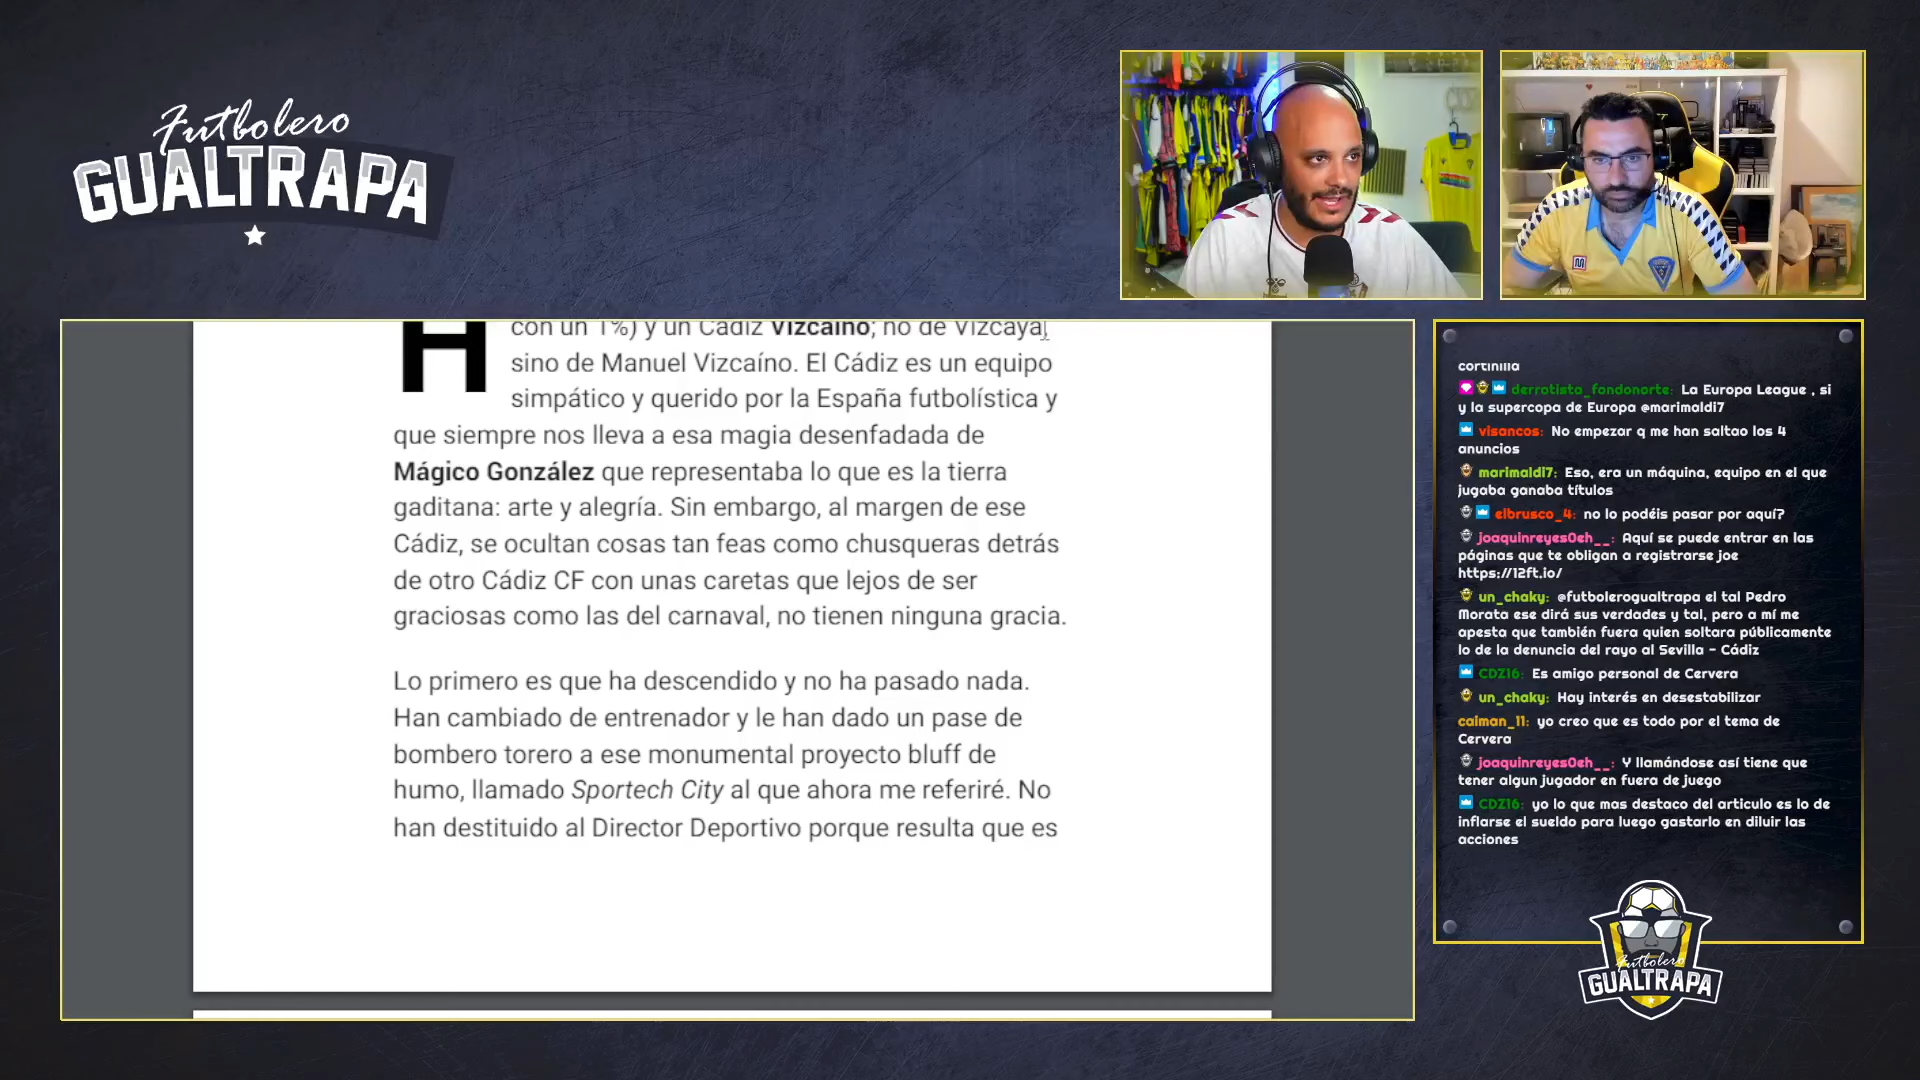 Futbolero
GUALTRAPA
H
con un 1%) y un Cádiz Vizcaíno; no de Vizcaya,
sino de Manuel Vizcaíno. El Cádiz es un equipo
simpático y querido por la España futbolística y
que siempre nos lleva a esa magia desenfadada de
Mágico González que representaba lo que es la tierra
gaditana: arte y alegría. Sin embargo, al margen de ese
Cádiz, se ocultan cosas tan feas como chusqueras detrás
de otro Cádiz CF con unas caretas que lejos de ser
graciosas como las del carnaval, no tienen ninguna gracia.
Lo primero es que ha descendido y no ha pasado nada.
Han cambiado de entrenador y le han dado un pase de
bombero torero a ese monumental proyecto bluff de
humo, llamado Sportech City al que ahora me referiré. No
han destituido al Director Deportivo porque resulta que es
cortinilla
derrotista_fondonorte: La Europa League , si
y la supercopa de Europa @marimaldi7
visancos: No empezar q me han saltao los 4
anuncios
marimaldi7: Eso, era un máquina, equipo en el que
jugaba ganaba títulos
elbrusco_4: no lo podéis pasar por aquí?
joaquinreyes0eh__: Aquí se puede entrar en las
páginas que te obligan a registrarse joe
https://12ft.io/
un_chaky: @futbolerogualtrapa el tal Pedro
Morata ese dirá sus verdades y tal, pero a mí me
apesta que también fuera quien soltara públicamente
lo de la denuncia del rayo al Sevilla - Cádiz
CDZ16: Es amigo personal de Cervera
un_chaky: Hay interés en desestabilizar
caiman_11: yo creo que es todo por el tema de
Cervera
joaquinreyes0eh__: Y llamándose así tiene que
tener algun jugador en fuera de juego
CDZ16: yo lo que mas destaco del articulo es lo de
inflarse el sueldo para luego gastarlo en diluir las
acciones
Futbolero
GUALTRAPA